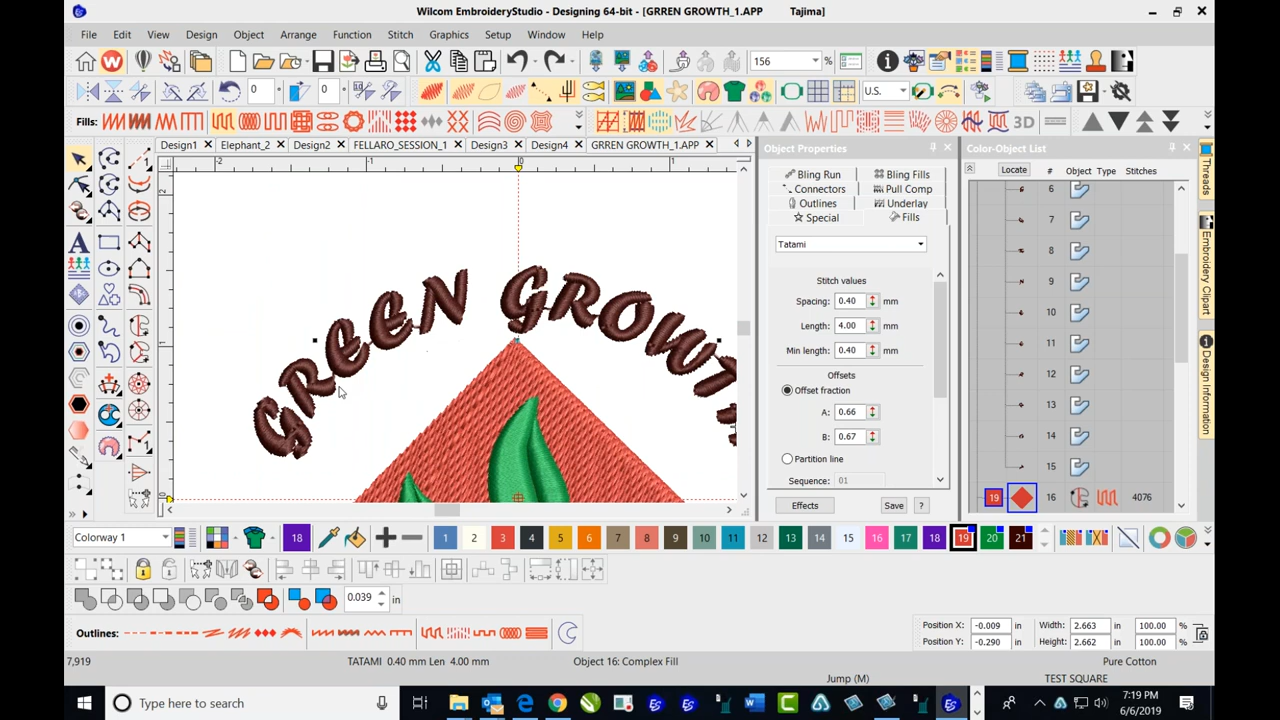 Wilcom EmbroideryStudio - Designing 64-bit - [GRREN GROWTH_1.APP Tajima]
File Edit View Design Object Arrange Function Stitch Graphics Setup Window Help
156 %
0 0 U.S.
Fills: 3D
Design1 Elephant_2 Design2 FELLARO_SESSION_1 Design3 Design4 GRREN GROWTH_1.APP
Object Properties
Bling Run Bling Fills
Connectors Pull Comp
Outlines Underlay
Special Fills
Tatami
Stitch values
Spacing: 0.40 mm
Length: 4.00 mm
Min length: 0.40 mm
Offsets
Offset fraction
A: 0.66
B: 0.67
Partition line
Sequence: 01
Effects Save ?
Color-Object List
Locate # Object Type Stitches
6
7
8
9
10
11
12
13
14
15
19 16 4076
Threads
Embroidery Clipart
Design Information
-2 -1 0 1
2
1
0
GREEN GROWT
Colorway 1 18 1 2 3 4 5 6 7 8 9 10 11 12 13 14 15 16 17 18 19 20 21
0.039 in
Outlines:
Position X: -0.009 in Width: 2.663 in 100.00 %
Position Y: -0.290 in Height: 2.662 in 100.00 %
7,919 TATAMI 0.40 mm Len 4.00 mm Object 16: Complex Fill Pure Cotton
Jump (M) TEST SQUARE
Type here to search
7:19 PM
6/6/2019